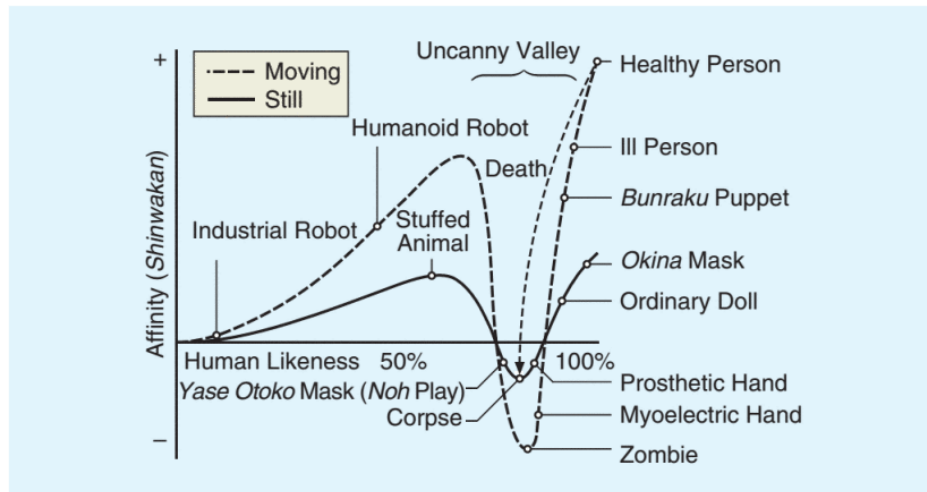 +
Uncanny Valley
Moving
Still
Healthy Person
Humanoid Robot
Ill Person
Death
Bunraku Puppet
Industrial Robot
Stuffed
Animal
Okina Mask
Ordinary Doll
Affinity (Shinwakan)
Human Likeness 50% 100%
Yase Otoko Mask (Noh Play)
Prosthetic Hand
Corpse
Myoelectric Hand
–
Zombie